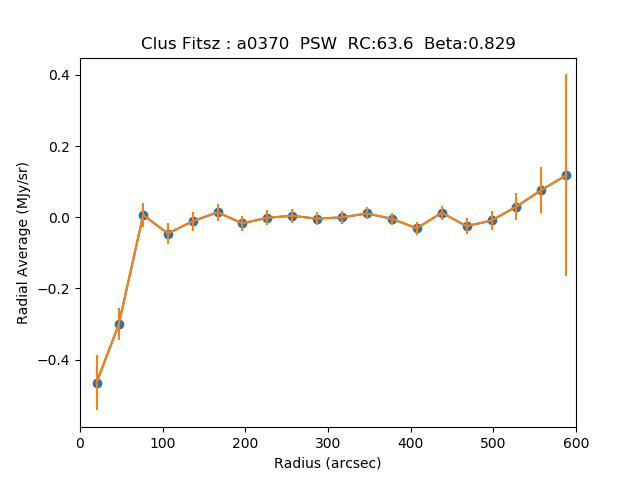 Clus Fitsz : a0370  PSW  RC:63.6  Beta:0.829
0.4
0.2
0.0
−0.2
−0.4
Radial Average (MJy/sr)
0 100 200 300 400 500 600
Radius (arcsec)